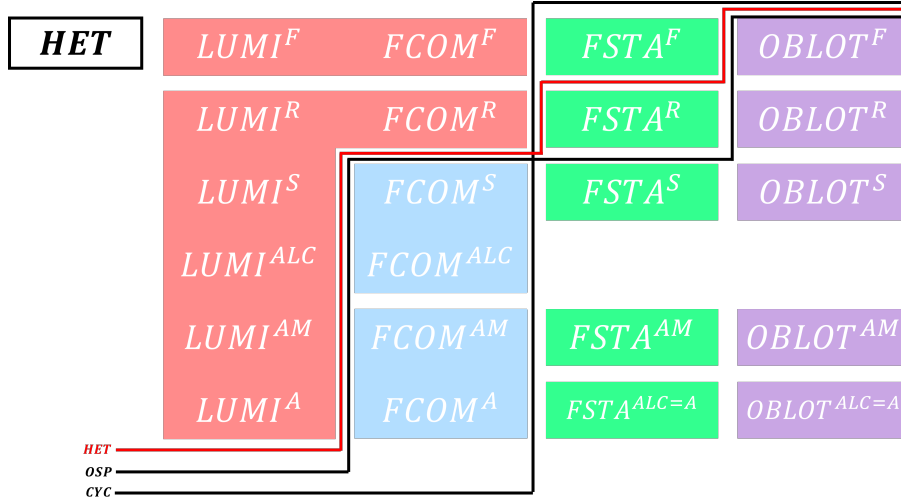 HET LUMI^F FCOM^F FSTA^F OBLOT^F
LUMI^R FCOM^R FSTA^R OBLOT^R
LUMI^S FCOM^S FSTA^S OBLOT^S
LUMI^ALC FCOM^ALC
LUMI^AM FCOM^AM FSTA^AM OBLOT^AM
LUMI^A FCOM^A FSTA^ALC=A OBLOT^ALC=A
HET
OSP
CYC